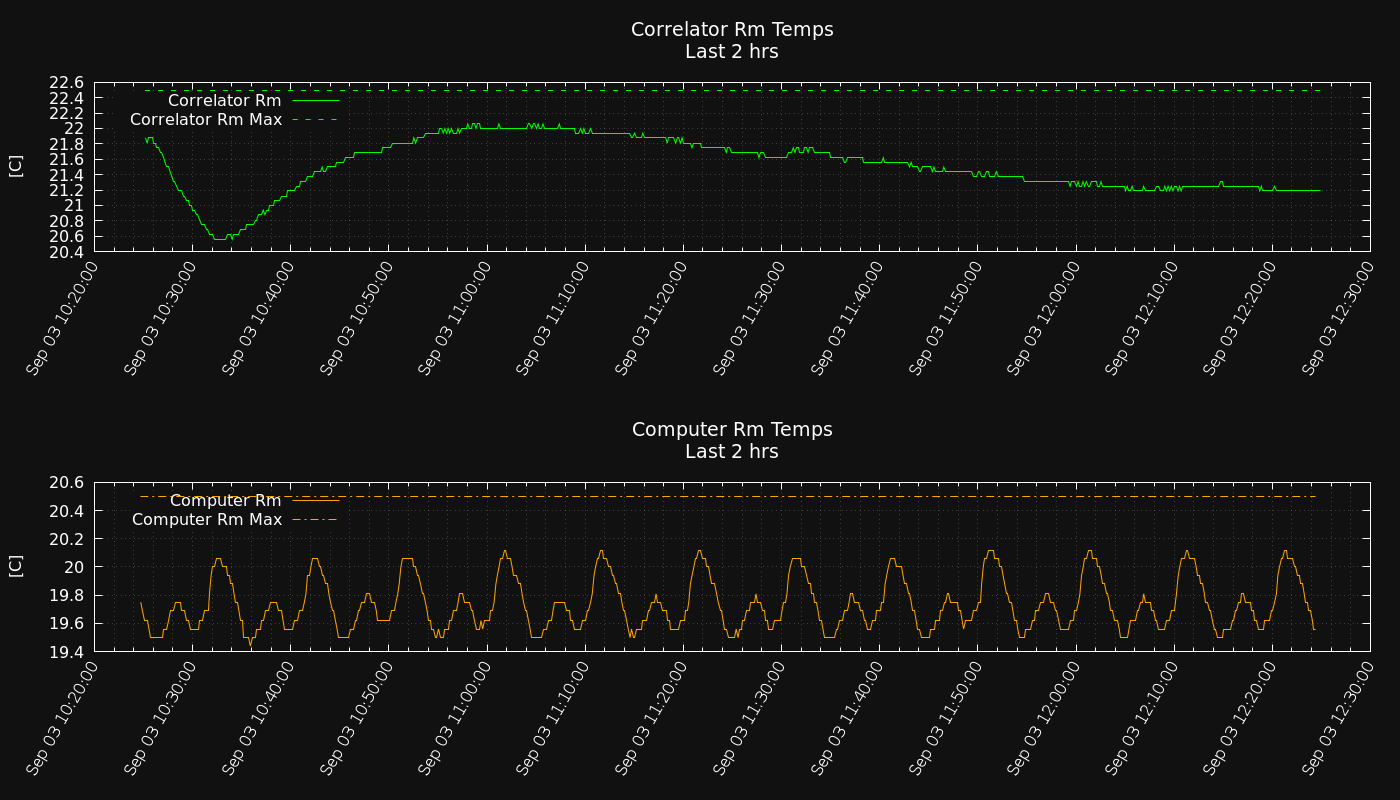 Correlator Rm Temps
Last 2 hrs
22.6
22.4
22.2
22
21.8
21.6
21.4
21.2
21
20.8
20.6
20.4
[C]
Correlator Rm
Correlator Rm Max
Sep 03 10:20:00
Sep 03 10:30:00
Sep 03 10:40:00
Sep 03 10:50:00
Sep 03 11:00:00
Sep 03 11:10:00
Sep 03 11:20:00
Sep 03 11:30:00
Sep 03 11:40:00
Sep 03 11:50:00
Sep 03 12:00:00
Sep 03 12:10:00
Sep 03 12:20:00
Sep 03 12:30:00
Computer Rm Temps
Last 2 hrs
20.6
20.4
20.2
20
19.8
19.6
19.4
[C]
Computer Rm
Computer Rm Max
Sep 03 10:20:00
Sep 03 10:30:00
Sep 03 10:40:00
Sep 03 10:50:00
Sep 03 11:00:00
Sep 03 11:10:00
Sep 03 11:20:00
Sep 03 11:30:00
Sep 03 11:40:00
Sep 03 11:50:00
Sep 03 12:00:00
Sep 03 12:10:00
Sep 03 12:20:00
Sep 03 12:30:00